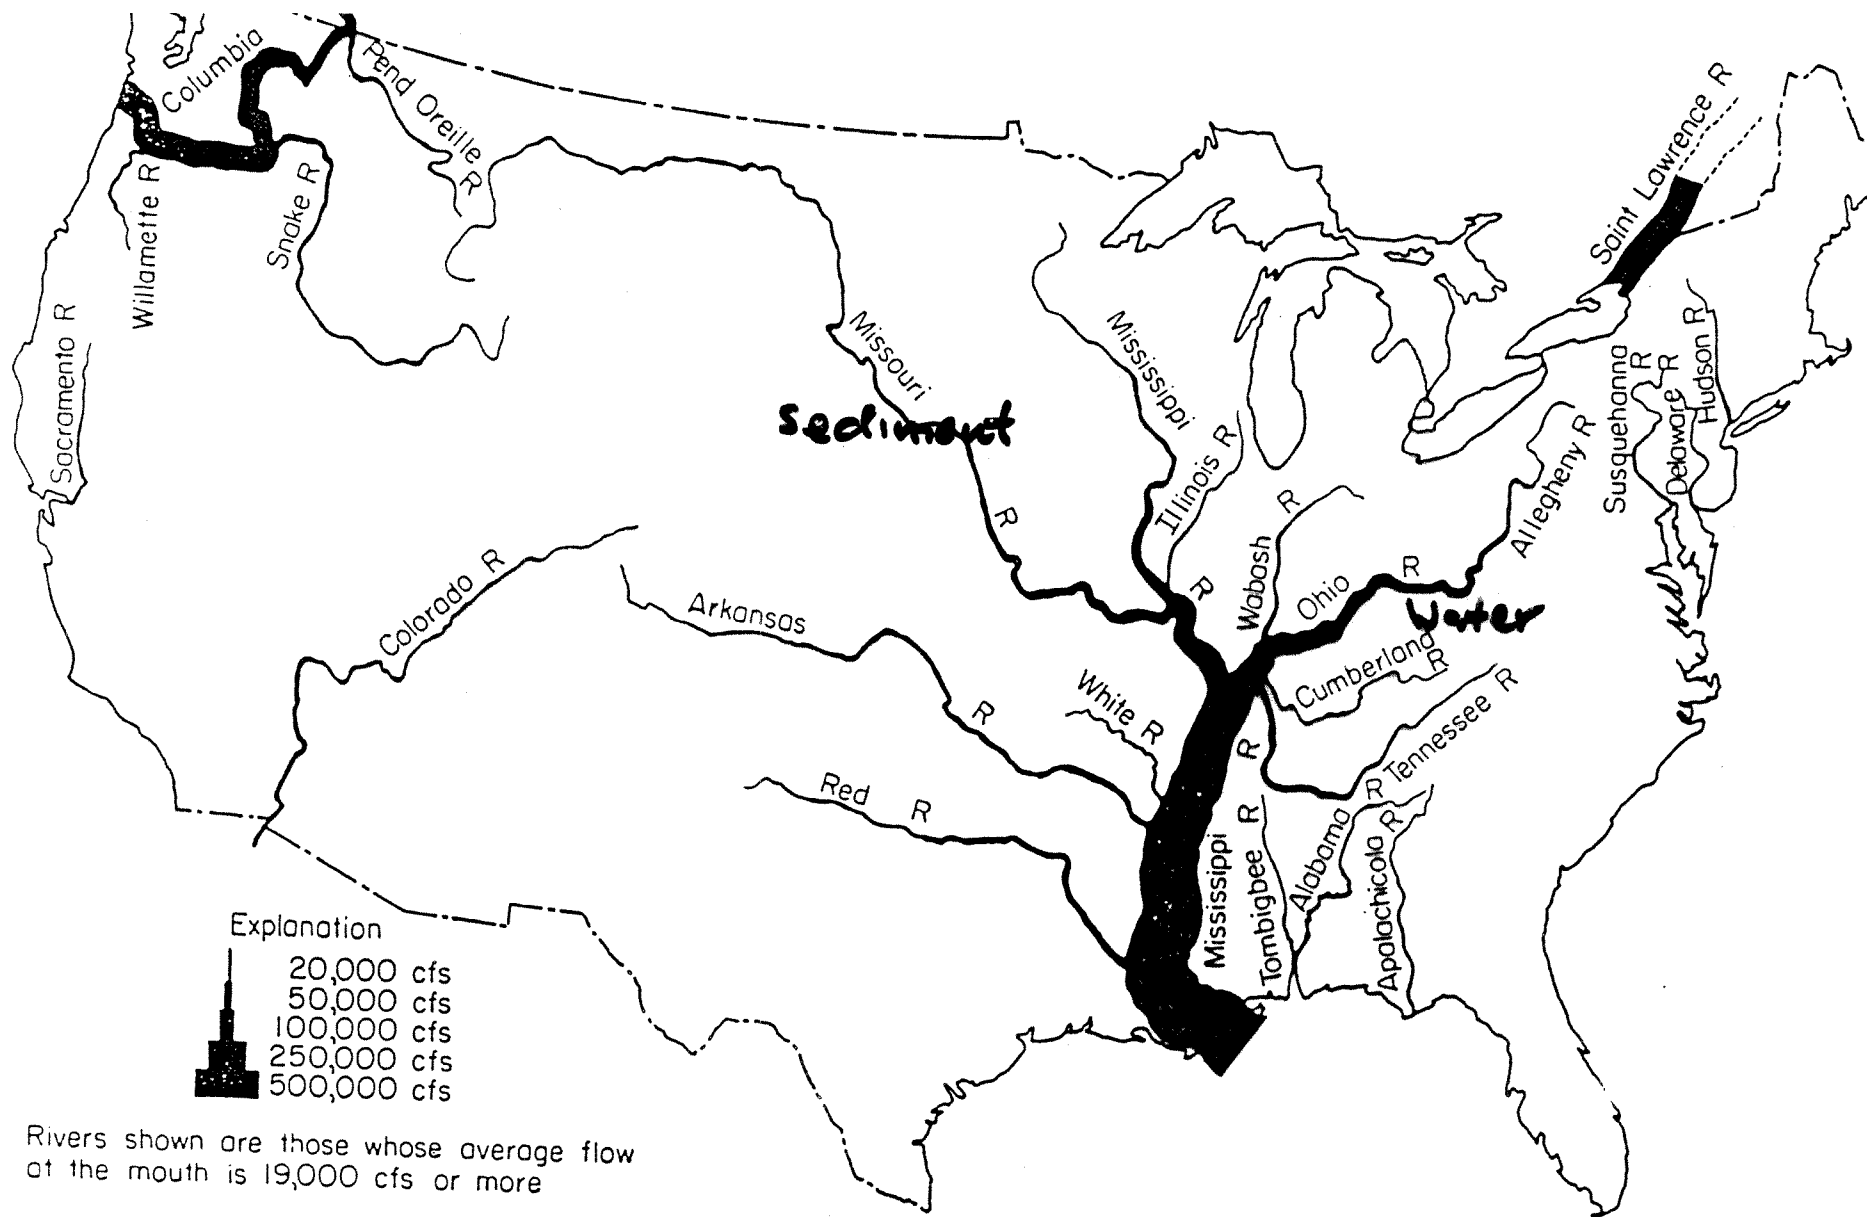 Columbia
Pend Oreille R
Willamette R
Snake R
Sacramento R
Missouri
R
sediment
Mississippi
R
Illinois R
Saint Lawrence R
Hudson R
Delaware R
Susquehanna R
Allegheny R
Wabash R
Ohio R
water
Cumberland R
Tennessee R
Colorado R
Arkansas
R
White R
Red R
Mississippi R
Tombigbee R
Alabama R
Apalachicola R
Explanation
20,000 cfs
50,000 cfs
100,000 cfs
250,000 cfs
500,000 cfs
Rivers shown are those whose average flow
at the mouth is 19,000 cfs or more